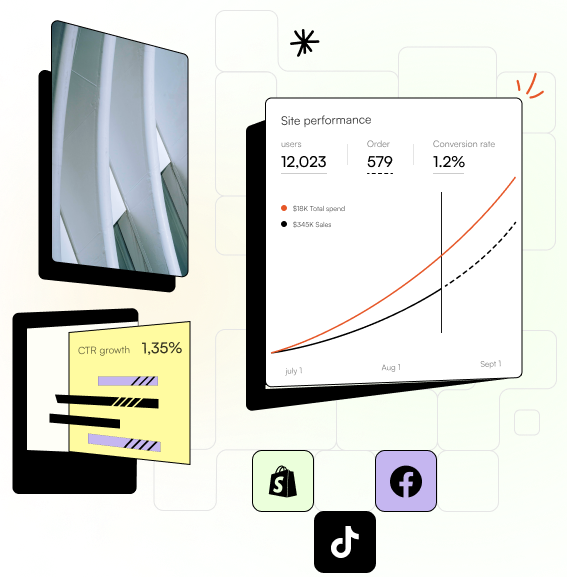 Site performance
users
Order
Conversion rate
12,023
579
1.2%
$18K Total spend
$345K Sales
july 1
Aug 1
Sept 1
CTR growth 1,35%